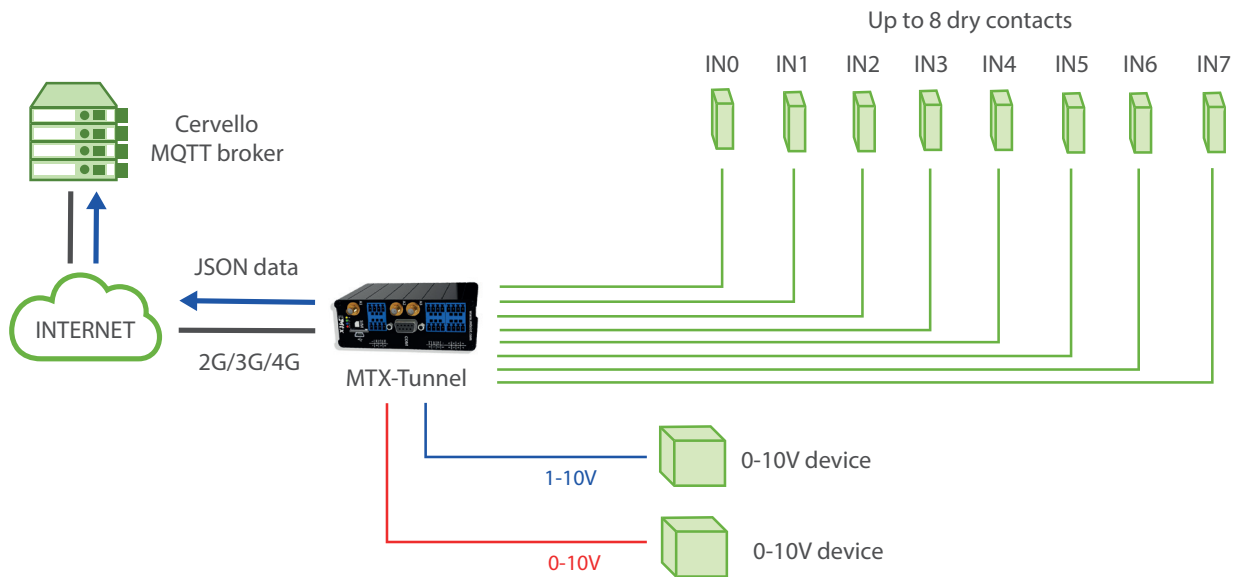 Up to 8 dry contacts
IN0 IN1 IN2 IN3 IN4 IN5 IN6 IN7
Cervello
MQTT broker
JSON data
INTERNET
2G/3G/4G
MTX-Tunnel
1-10V
0-10V device
0-10V
0-10V device